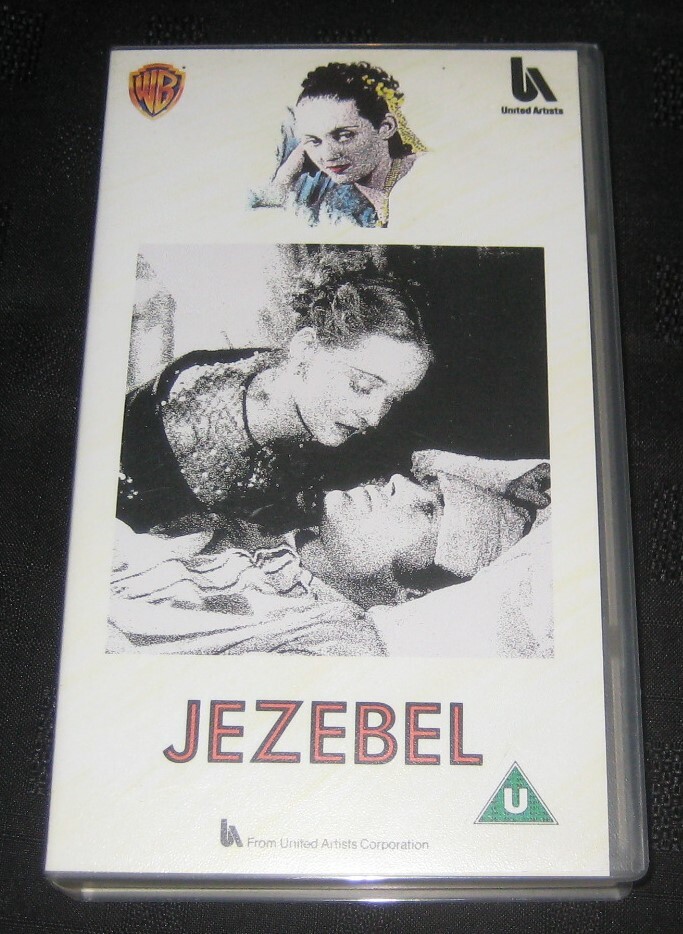 WB
United Artists
JEZEBEL
U
From United Artists Corporation